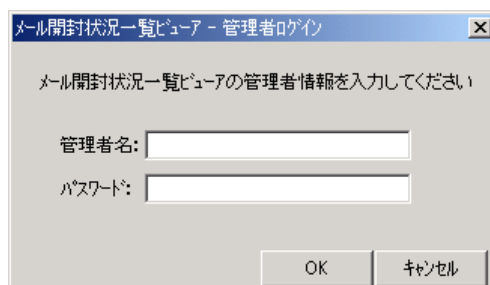 ﾒｰﾙ開封状況一覧ﾋﾞｭｰｱ - 管理者ﾛｸﾞｲﾝ
ﾒｰﾙ開封状況一覧ﾋﾞｭｰｱの管理者情報を入力してください
管理者名:
ﾊﾟｽﾜｰﾄﾞ:
OK ｷｬﾝｾﾙ